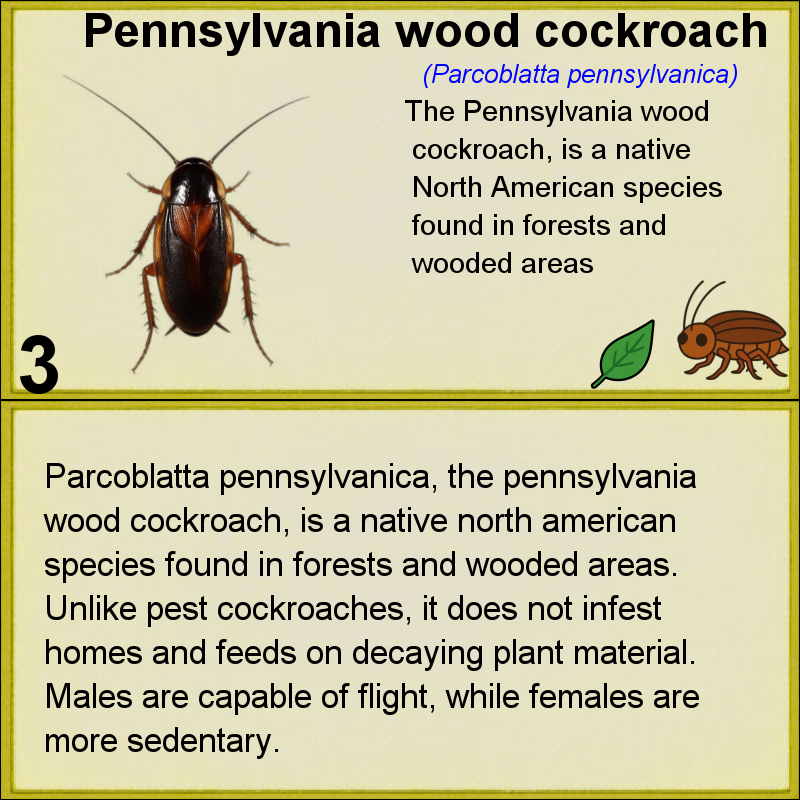 Pennsylvania wood cockroach
(Parcoblatta pennsylvanica)
The Pennsylvania wood
cockroach, is a native
North American species
found in forests and
wooded areas
3
Parcoblatta pennsylvanica, the pennsylvania
wood cockroach, is a native north american
species found in forests and wooded areas.
Unlike pest cockroaches, it does not infest
homes and feeds on decaying plant material.
Males are capable of flight, while females are
more sedentary.